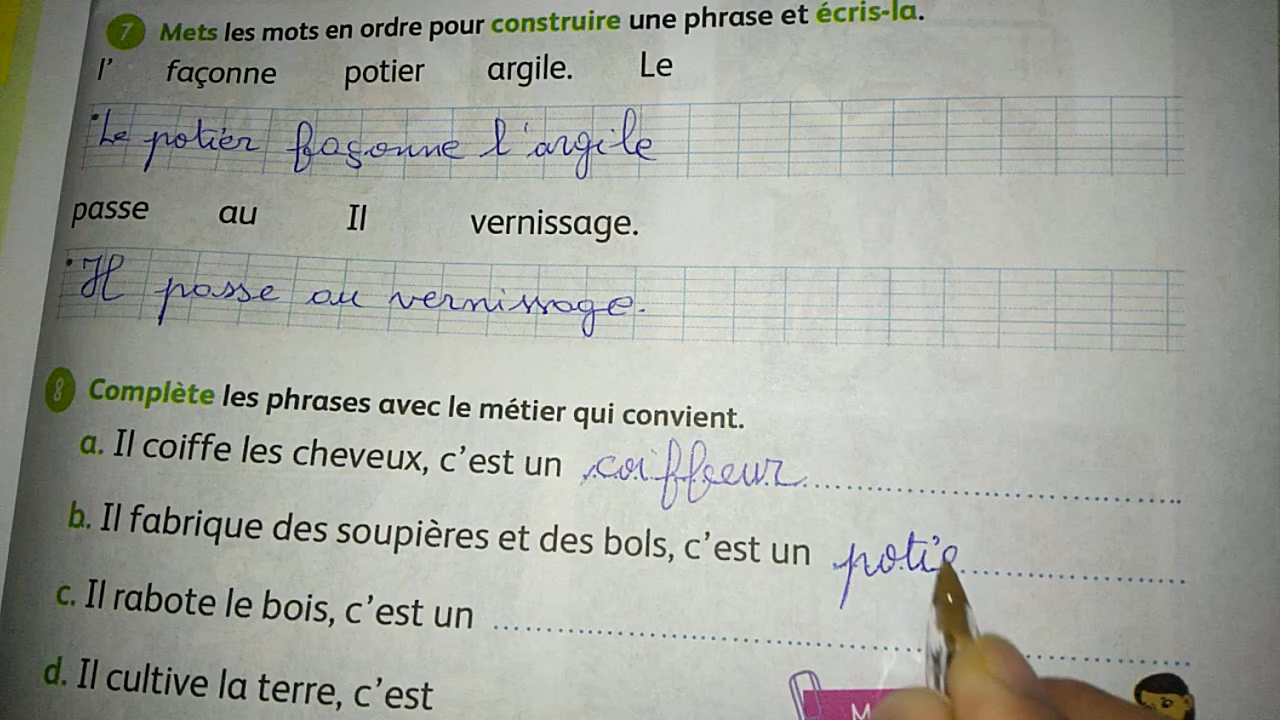 7 Mets les mots en ordre pour construire une phrase et écris-la.
l' façonne potier argile. Le
Le potier façonne l'argile
passe au Il vernissage.
Il passe au vernissage.
8 Complète les phrases avec le métier qui convient.
a. Il coiffe les cheveux, c'est un coiffeur
b. Il fabrique des soupières et des bols, c'est un potie
c. Il rabote le bois, c'est un
d. Il cultive la terre, c'est
M